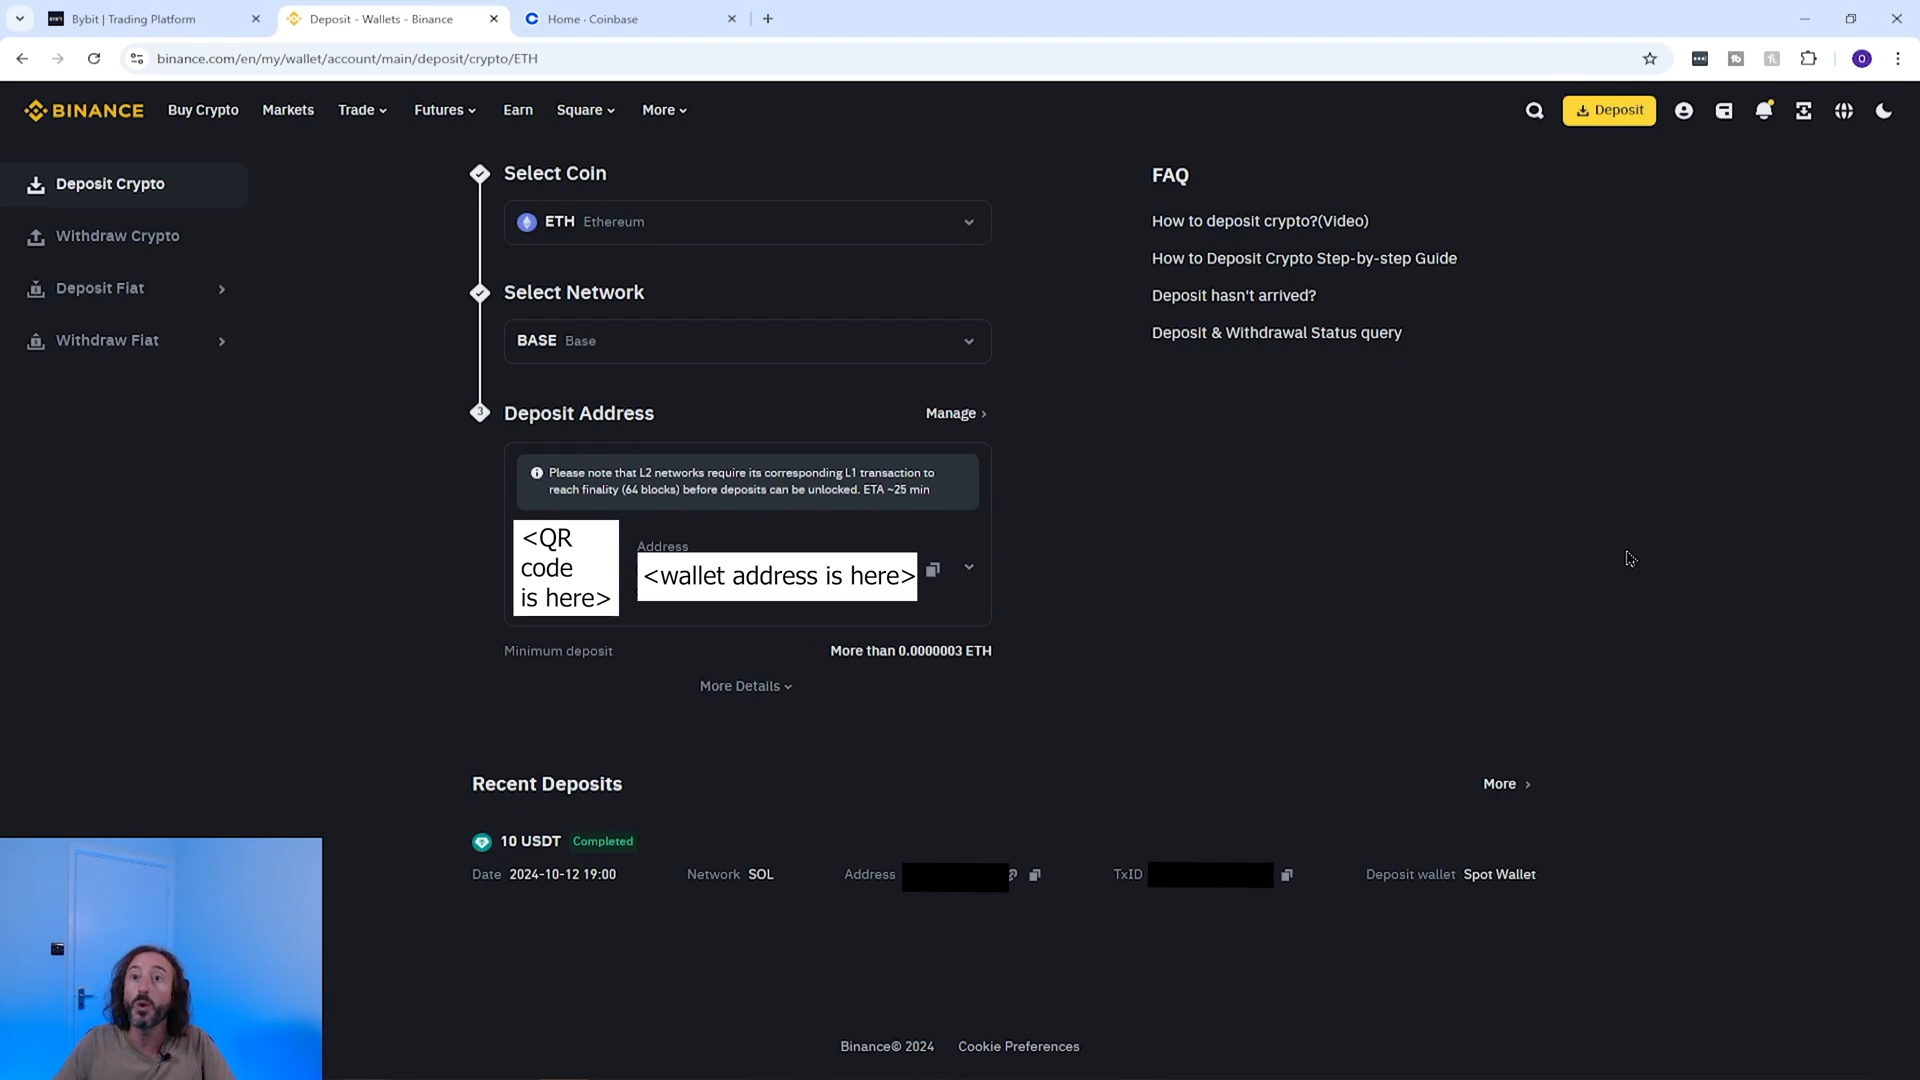 Bybit | Trading Platform
Deposit - Wallets - Binance
Home · Coinbase
binance.com/en/my/wallet/account/main/deposit/crypto/ETH
BINANCE
Buy Crypto
Markets
Trade
Futures
Earn
Square
More
Deposit
Deposit Crypto
Withdraw Crypto
Deposit Fiat
Withdraw Fiat
Select Coin
ETH Ethereum
Select Network
BASE Base
3
Deposit Address
Manage
Please note that L2 networks require its corresponding L1 transaction to
reach finality (64 blocks) before deposits can be unlocked. ETA ~25 min
<QR
code
is here>
Address
<wallet address is here>
Minimum deposit
More than 0.0000003 ETH
More Details
FAQ
How to deposit crypto?(Video)
How to Deposit Crypto Step-by-step Guide
Deposit hasn't arrived?
Deposit & Withdrawal Status query
Recent Deposits
More
10 USDT Completed
Date 2024-10-12 19:00
Network SOL
Address
TxID
Deposit wallet Spot Wallet
Binance© 2024
Cookie Preferences